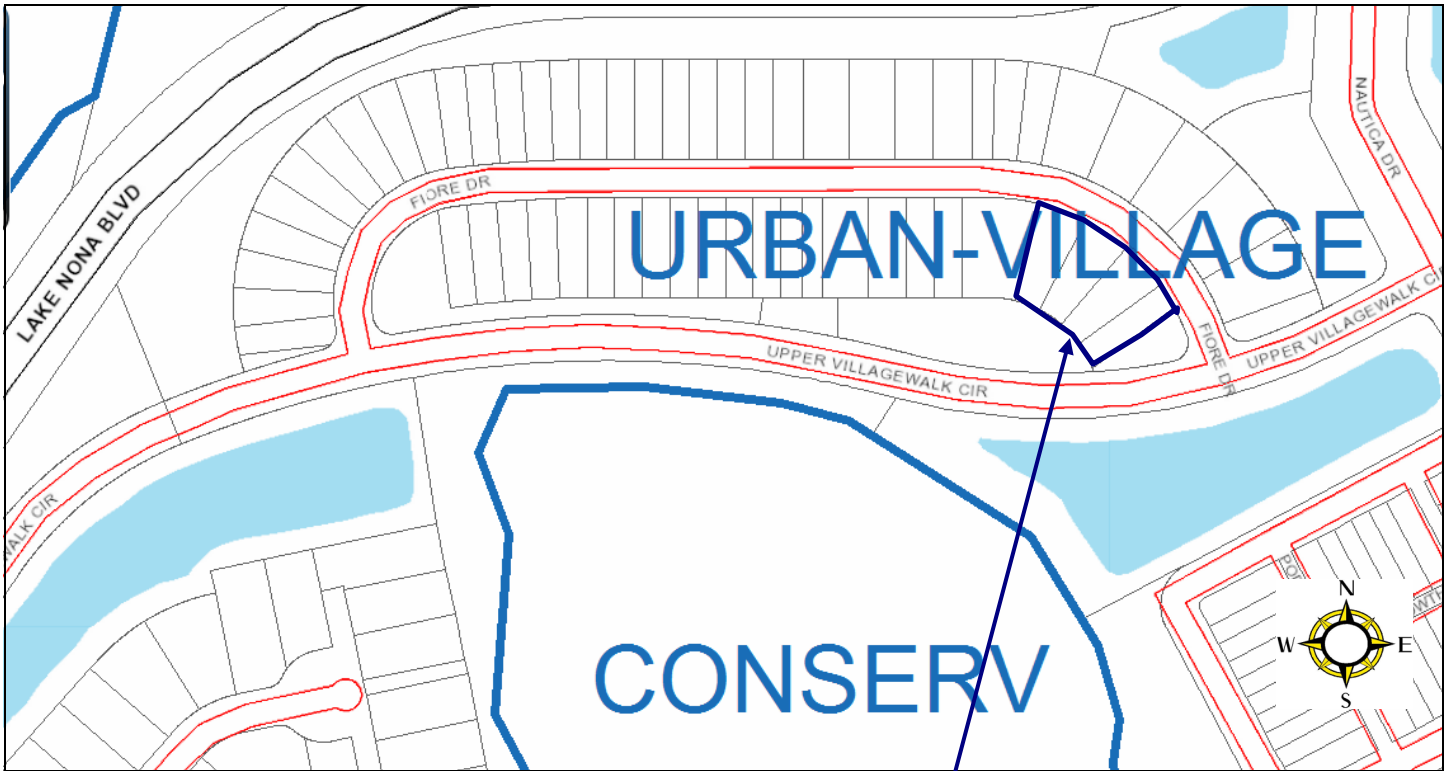 NAUTICA DR
FIORE DR
LAKE NONA BLVD
URBAN-VILLAGE
UPPER VILLAGEWALK CIR
FIORE DR
UPPER VILLAGEWALK CI
WALK CIR
N
W E
S
CONSERV